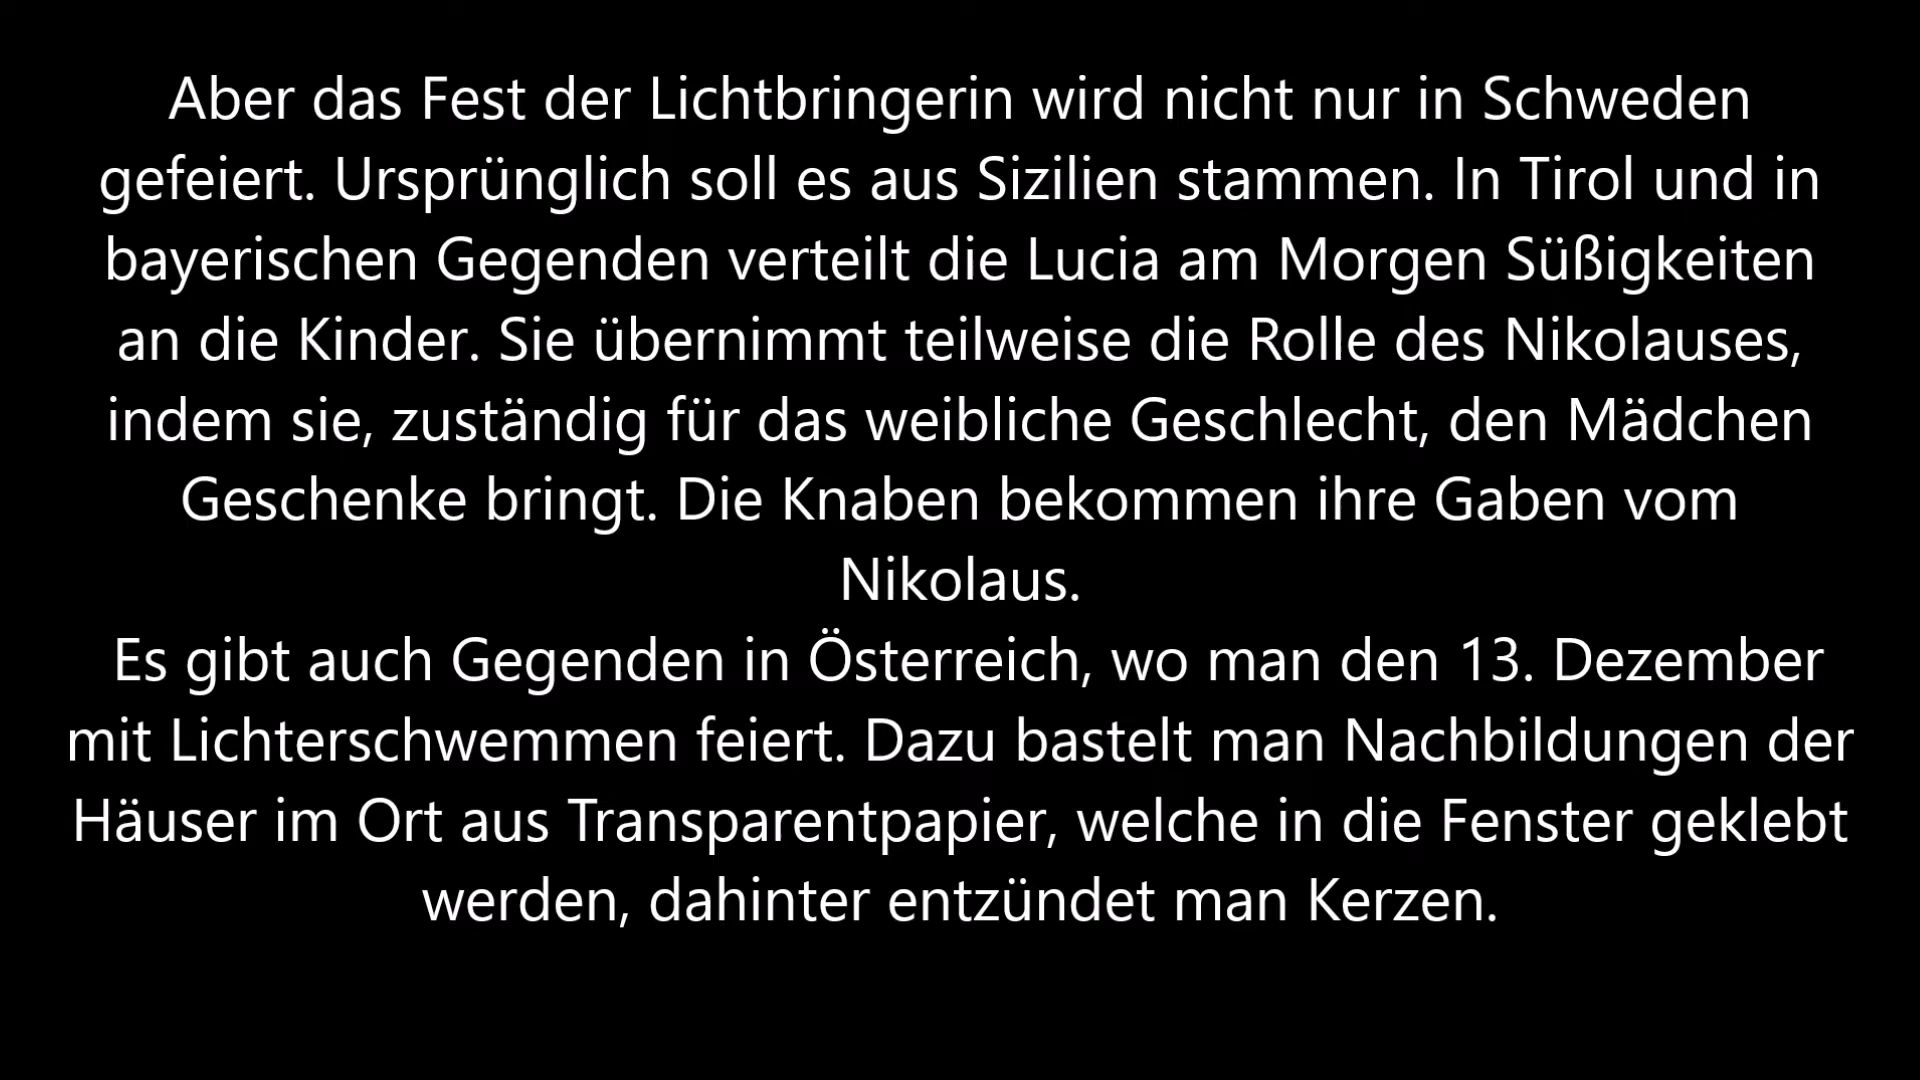 Aber das Fest der Lichtbringerin wird nicht nur in Schweden
gefeiert. Ursprünglich soll es aus Sizilien stammen. In Tirol und in
bayerischen Gegenden verteilt die Lucia am Morgen Süßigkeiten
an die Kinder. Sie übernimmt teilweise die Rolle des Nikolauses,
indem sie, zuständig für das weibliche Geschlecht, den Mädchen
Geschenke bringt. Die Knaben bekommen ihre Gaben vom
Nikolaus.
Es gibt auch Gegenden in Österreich, wo man den 13. Dezember
mit Lichterschwemmen feiert. Dazu bastelt man Nachbildungen der
Häuser im Ort aus Transparentpapier, welche in die Fenster geklebt
werden, dahinter entzündet man Kerzen.